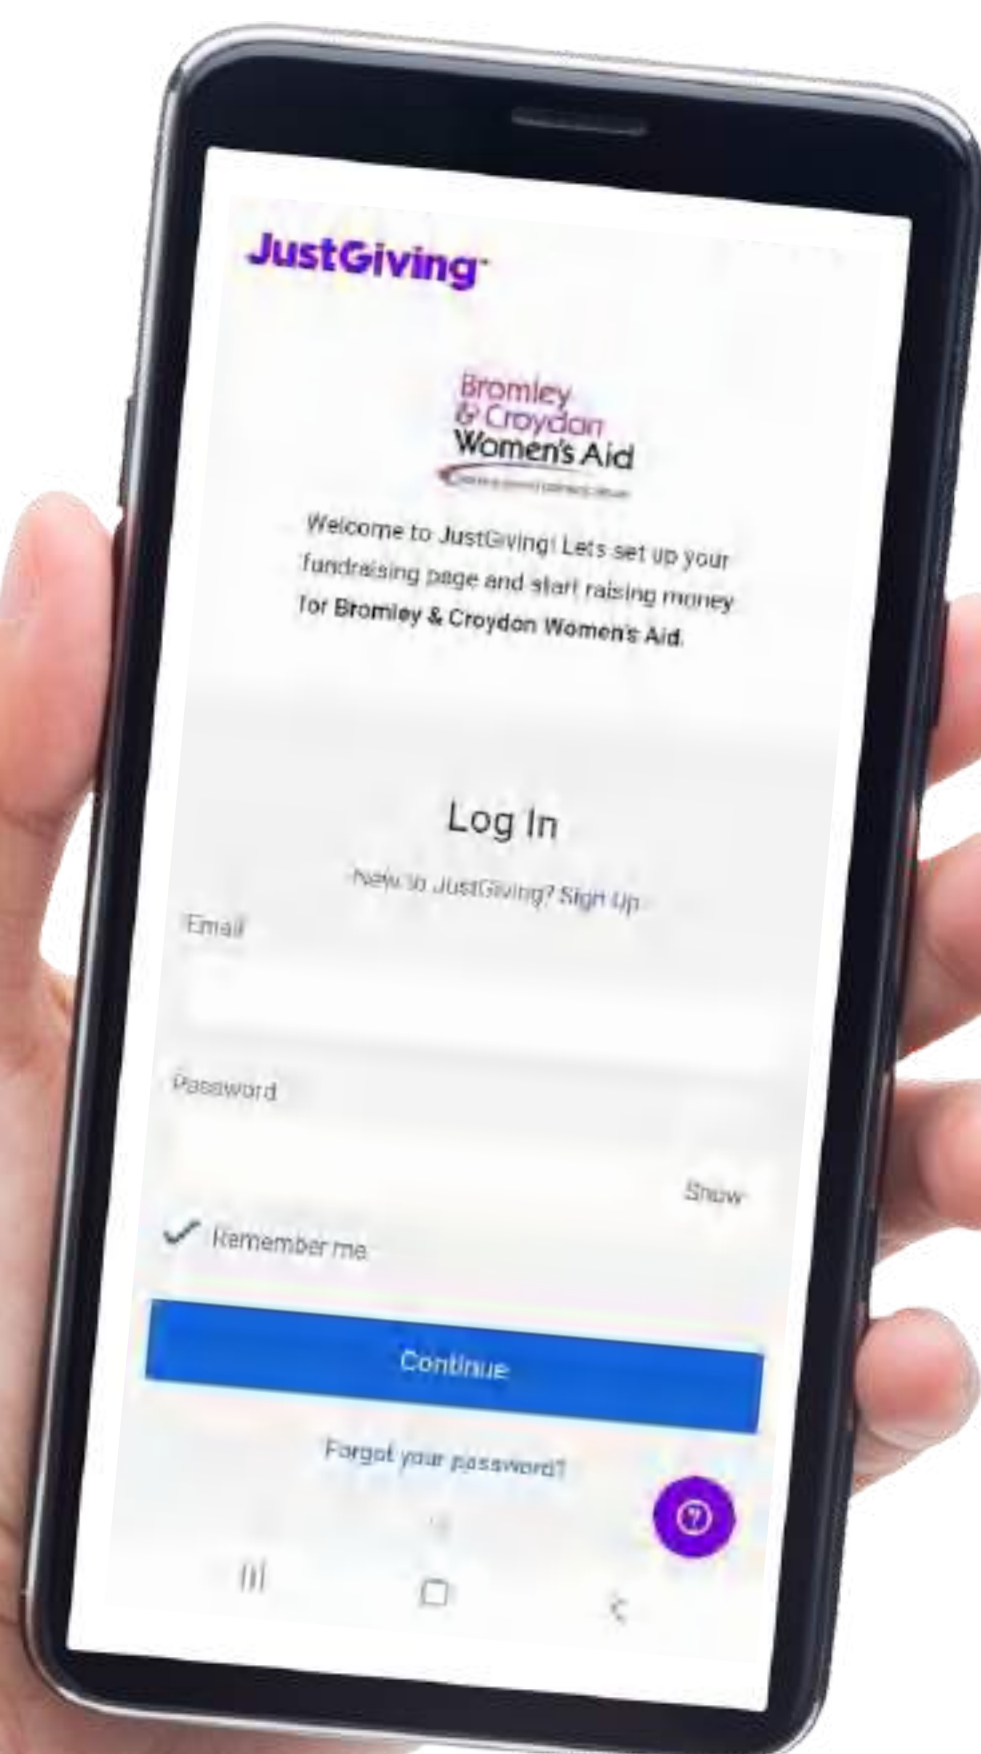 JustGiving
Bromley
& Croydon
Women's Aid
Welcome to JustGiving! Lets set up your
fundraising page and start raising money
for Bromley & Croydon Women's Aid.
Log In
New to JustGiving? Sign Up
Email
Password
Show
Remember me
Continue
Forgot your password?
?